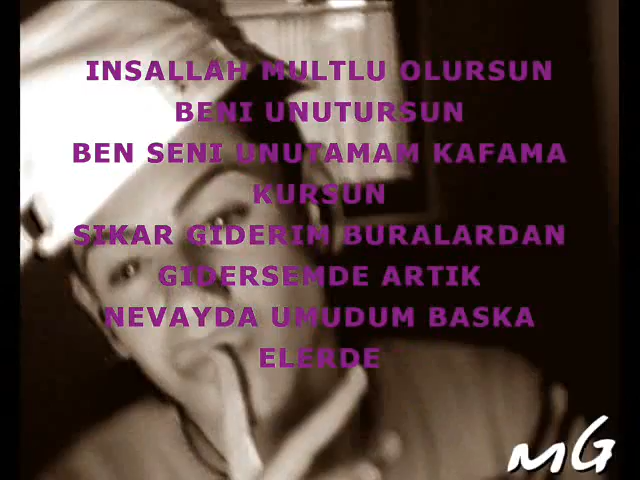 INSALLAH MULTLU OLURSUN
BENI UNUTURSUN
BEN SENI UNUTAMAM KAFAMA
KURSUN
SIKAR GIDERIM BURALARDAN
GIDERSEMDE ARTIK
NEVAYDA UMUDUM BASKA
ELERDE
MG